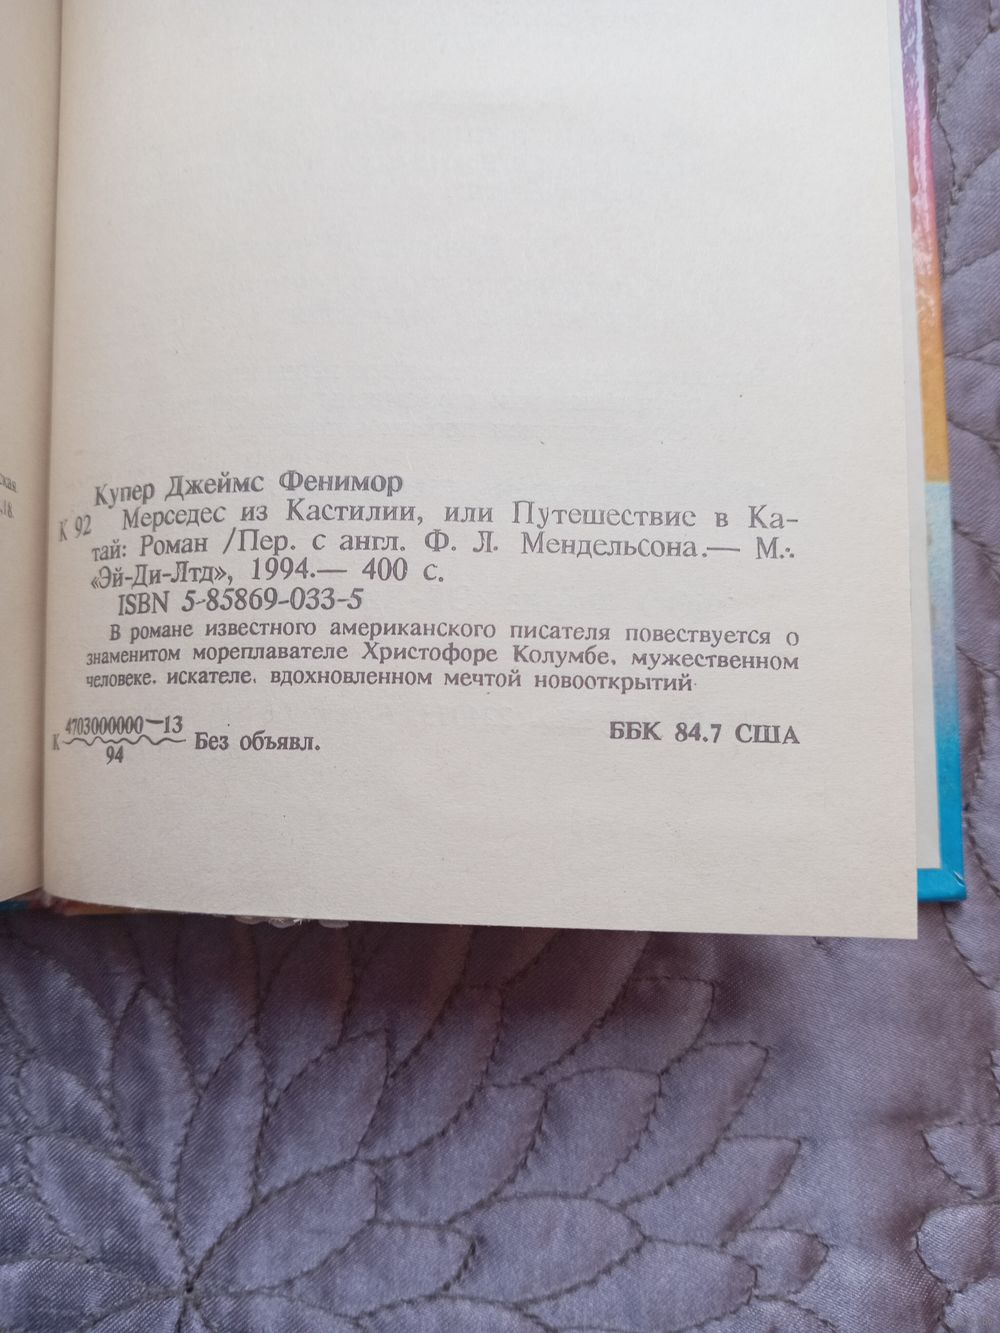 ская
.18.
Купер Джеймс Фенимор
К 92 Мерседес из Кастилии, или Путешествие в Ка-
тай: Роман /Пер. с англ. Ф. Л. Мендельсона.— М.:
«Эй-Ди-Лтд», 1994.— 400 с.
ISBN 5-85869-033-5
В романе известного американского писателя повествуется о
знаменитом мореплавателе Христофоре Колумбе, мужественном
человеке, искателе, вдохновленном мечтой новооткрытий.
К 4703000000—13
94
Без объявл.
ББК 84.7 США